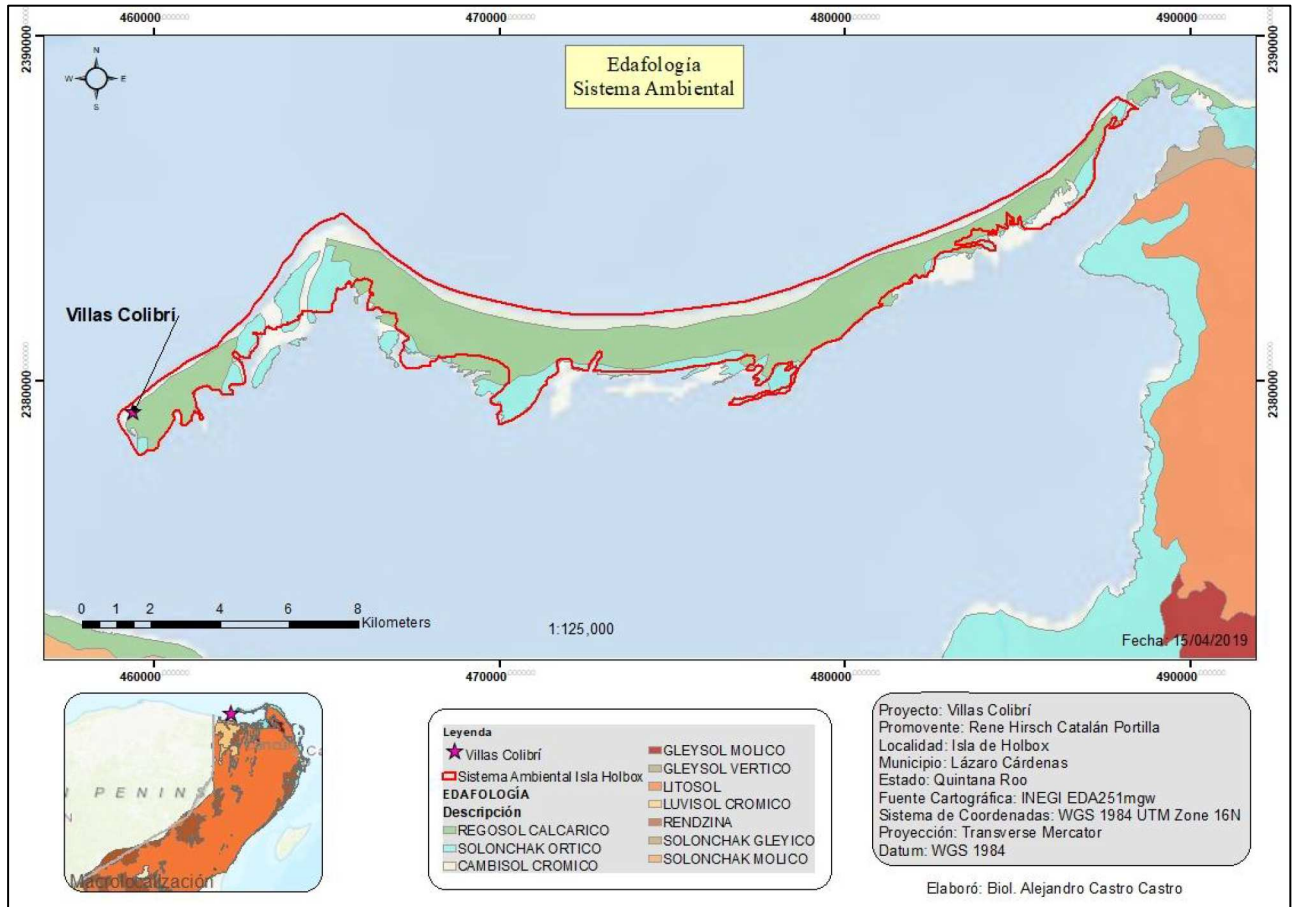 460000
470000
480000
490000
2390000
2390000
N
W
E
S
Edafología
Sistema Ambiental
Villas Colibrí
2380000
2380000
0 1 2 4 6 8
Kilometers
1:125,000
Fecha: 15/04/2019
460000
470000
480000
490000
PENINS
Macrolocalización
Leyenda
Villas Colibrí
Sistema Ambiental Isla Holbox
EDAFOLOGÍA
Descripción
REGOSOL CALCARICO
SOLONCHAK ORTICO
CAMBISOL CROMICO
GLEYSOL MOLICO
GLEYSOL VERTICO
LITOSOL
LUVISOL CROMICO
RENDZINA
SOLONCHAK GLEYICO
SOLONCHAK MOLICO
Proyecto: Villas Colibrí
Promovente: Rene Hirsch Catalán Portilla
Localidad: Isla de Holbox
Municipio: Lázaro Cárdenas
Estado: Quintana Roo
Fuente Cartográfica: INEGI EDA251mgw
Sistema de Coordenadas: WGS 1984 UTM Zone 16N
Proyección: Transverse Mercator
Datum: WGS 1984
Elaboró: Biol. Alejandro Castro Castro